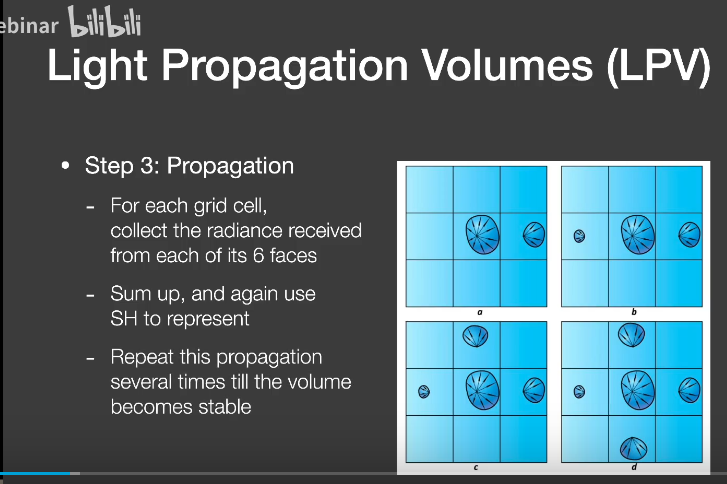 ebinar bilibili
Light Propagation Volumes (LPV)
• Step 3: Propagation
- For each grid cell,
collect the radiance received
from each of its 6 faces
- Sum up, and again use
SH to represent
- Repeat this propagation
several times till the volume
becomes stable
a
b
c
d